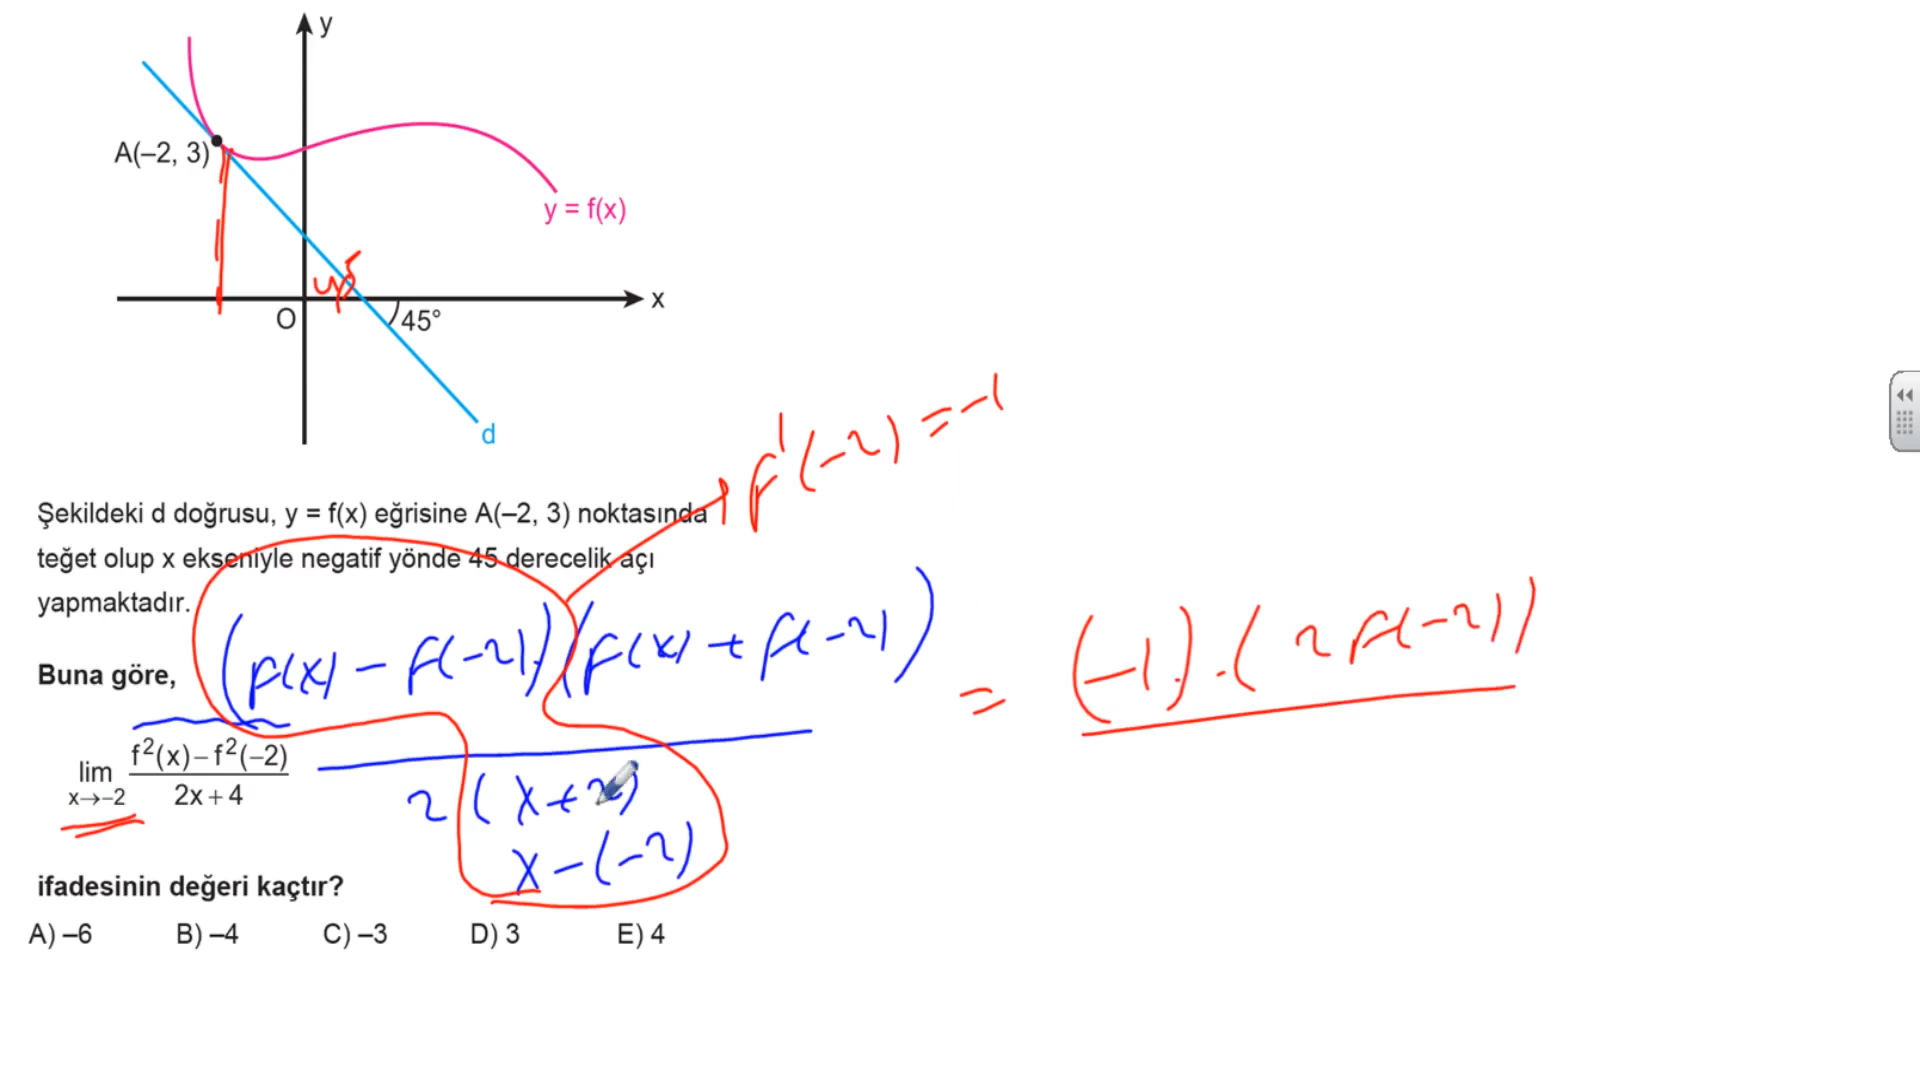 y
A(–2, 3)
y = f(x)
45
x
O
45°
d
f'(-2) = -1
Şekildeki d doğrusu, y = f(x) eğrisine A(–2, 3) noktasında
teğet olup x ekseniyle negatif yönde 45 derecelik açı
yapmaktadır.
(f(x) - f(-2)).(f(x) + f(-2)) = (-1).(2f(-2))
Buna göre,
lim x→–2 f²(x)–f²(–2) / 2x+4
2(x+2)
x-(-2)
ifadesinin değeri kaçtır?
A) –6 B) –4 C) –3 D) 3 E) 4